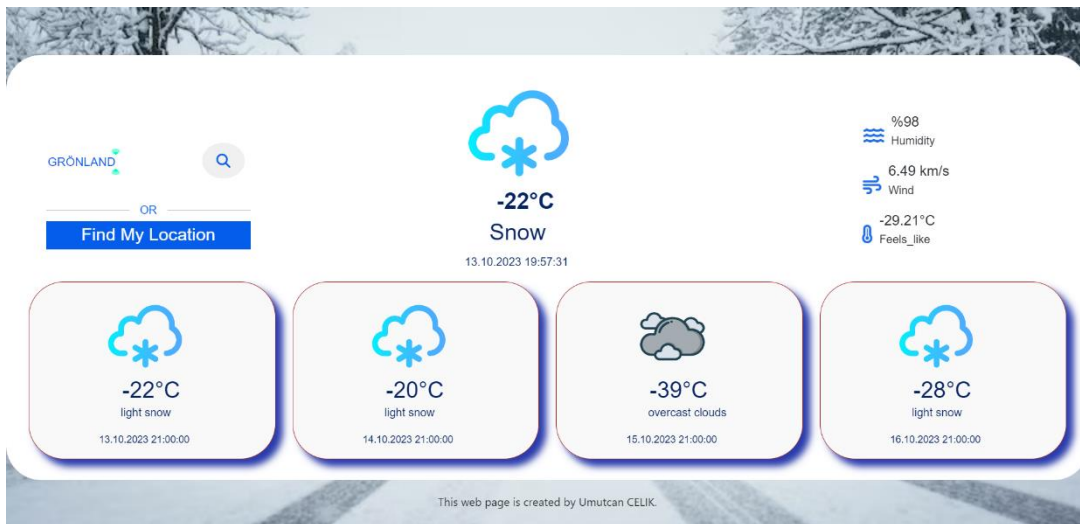 GRÖNLAND
OR
Find My Location
-22°C
Snow
13.10.2023 19:57:31
%98
Humidity
6.49 km/s
Wind
-29.21°C
Feels_like
-22°C
light snow
13.10.2023 21:00:00
-20°C
light snow
14.10.2023 21:00:00
-39°C
overcast clouds
15.10.2023 21:00:00
-28°C
light snow
16.10.2023 21:00:00
This web page is created by Umutcan CELIK.